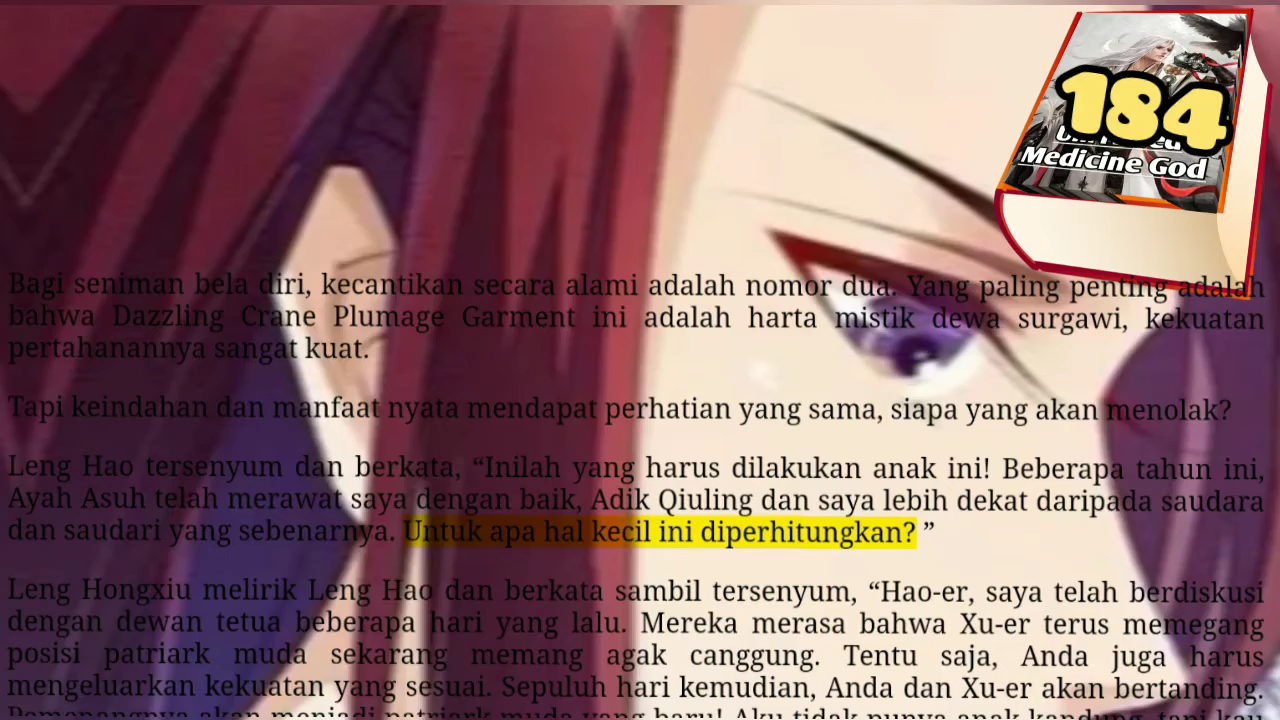 184
Medicine God
Bagi seniman bela diri, kecantikan secara alami adalah nomor dua. Yang paling penting adalah
bahwa Dazzling Crane Plumage Garment ini adalah harta mistik dewa surgawi, kekuatan
pertahanannya sangat kuat.
Tapi keindahan dan manfaat nyata mendapat perhatian yang sama, siapa yang akan menolak?
Leng Hao tersenyum dan berkata, “Inilah yang harus dilakukan anak ini! Beberapa tahun ini,
Ayah Asuh telah merawat saya dengan baik, Adik Qiuling dan saya lebih dekat daripada saudara
dan saudari yang sebenarnya. Untuk apa hal kecil ini diperhitungkan? ”
Leng Hongxiu melirik Leng Hao dan berkata sambil tersenyum, “Hao-er, saya telah berdiskusi
dengan dewan tetua beberapa hari yang lalu. Mereka merasa bahwa Xu-er terus memegang
posisi patriark muda sekarang memang agak canggung. Tentu saja, Anda juga harus
mengeluarkan kekuatan yang sesuai. Sepuluh hari kemudian, Anda dan Xu-er akan bertanding.